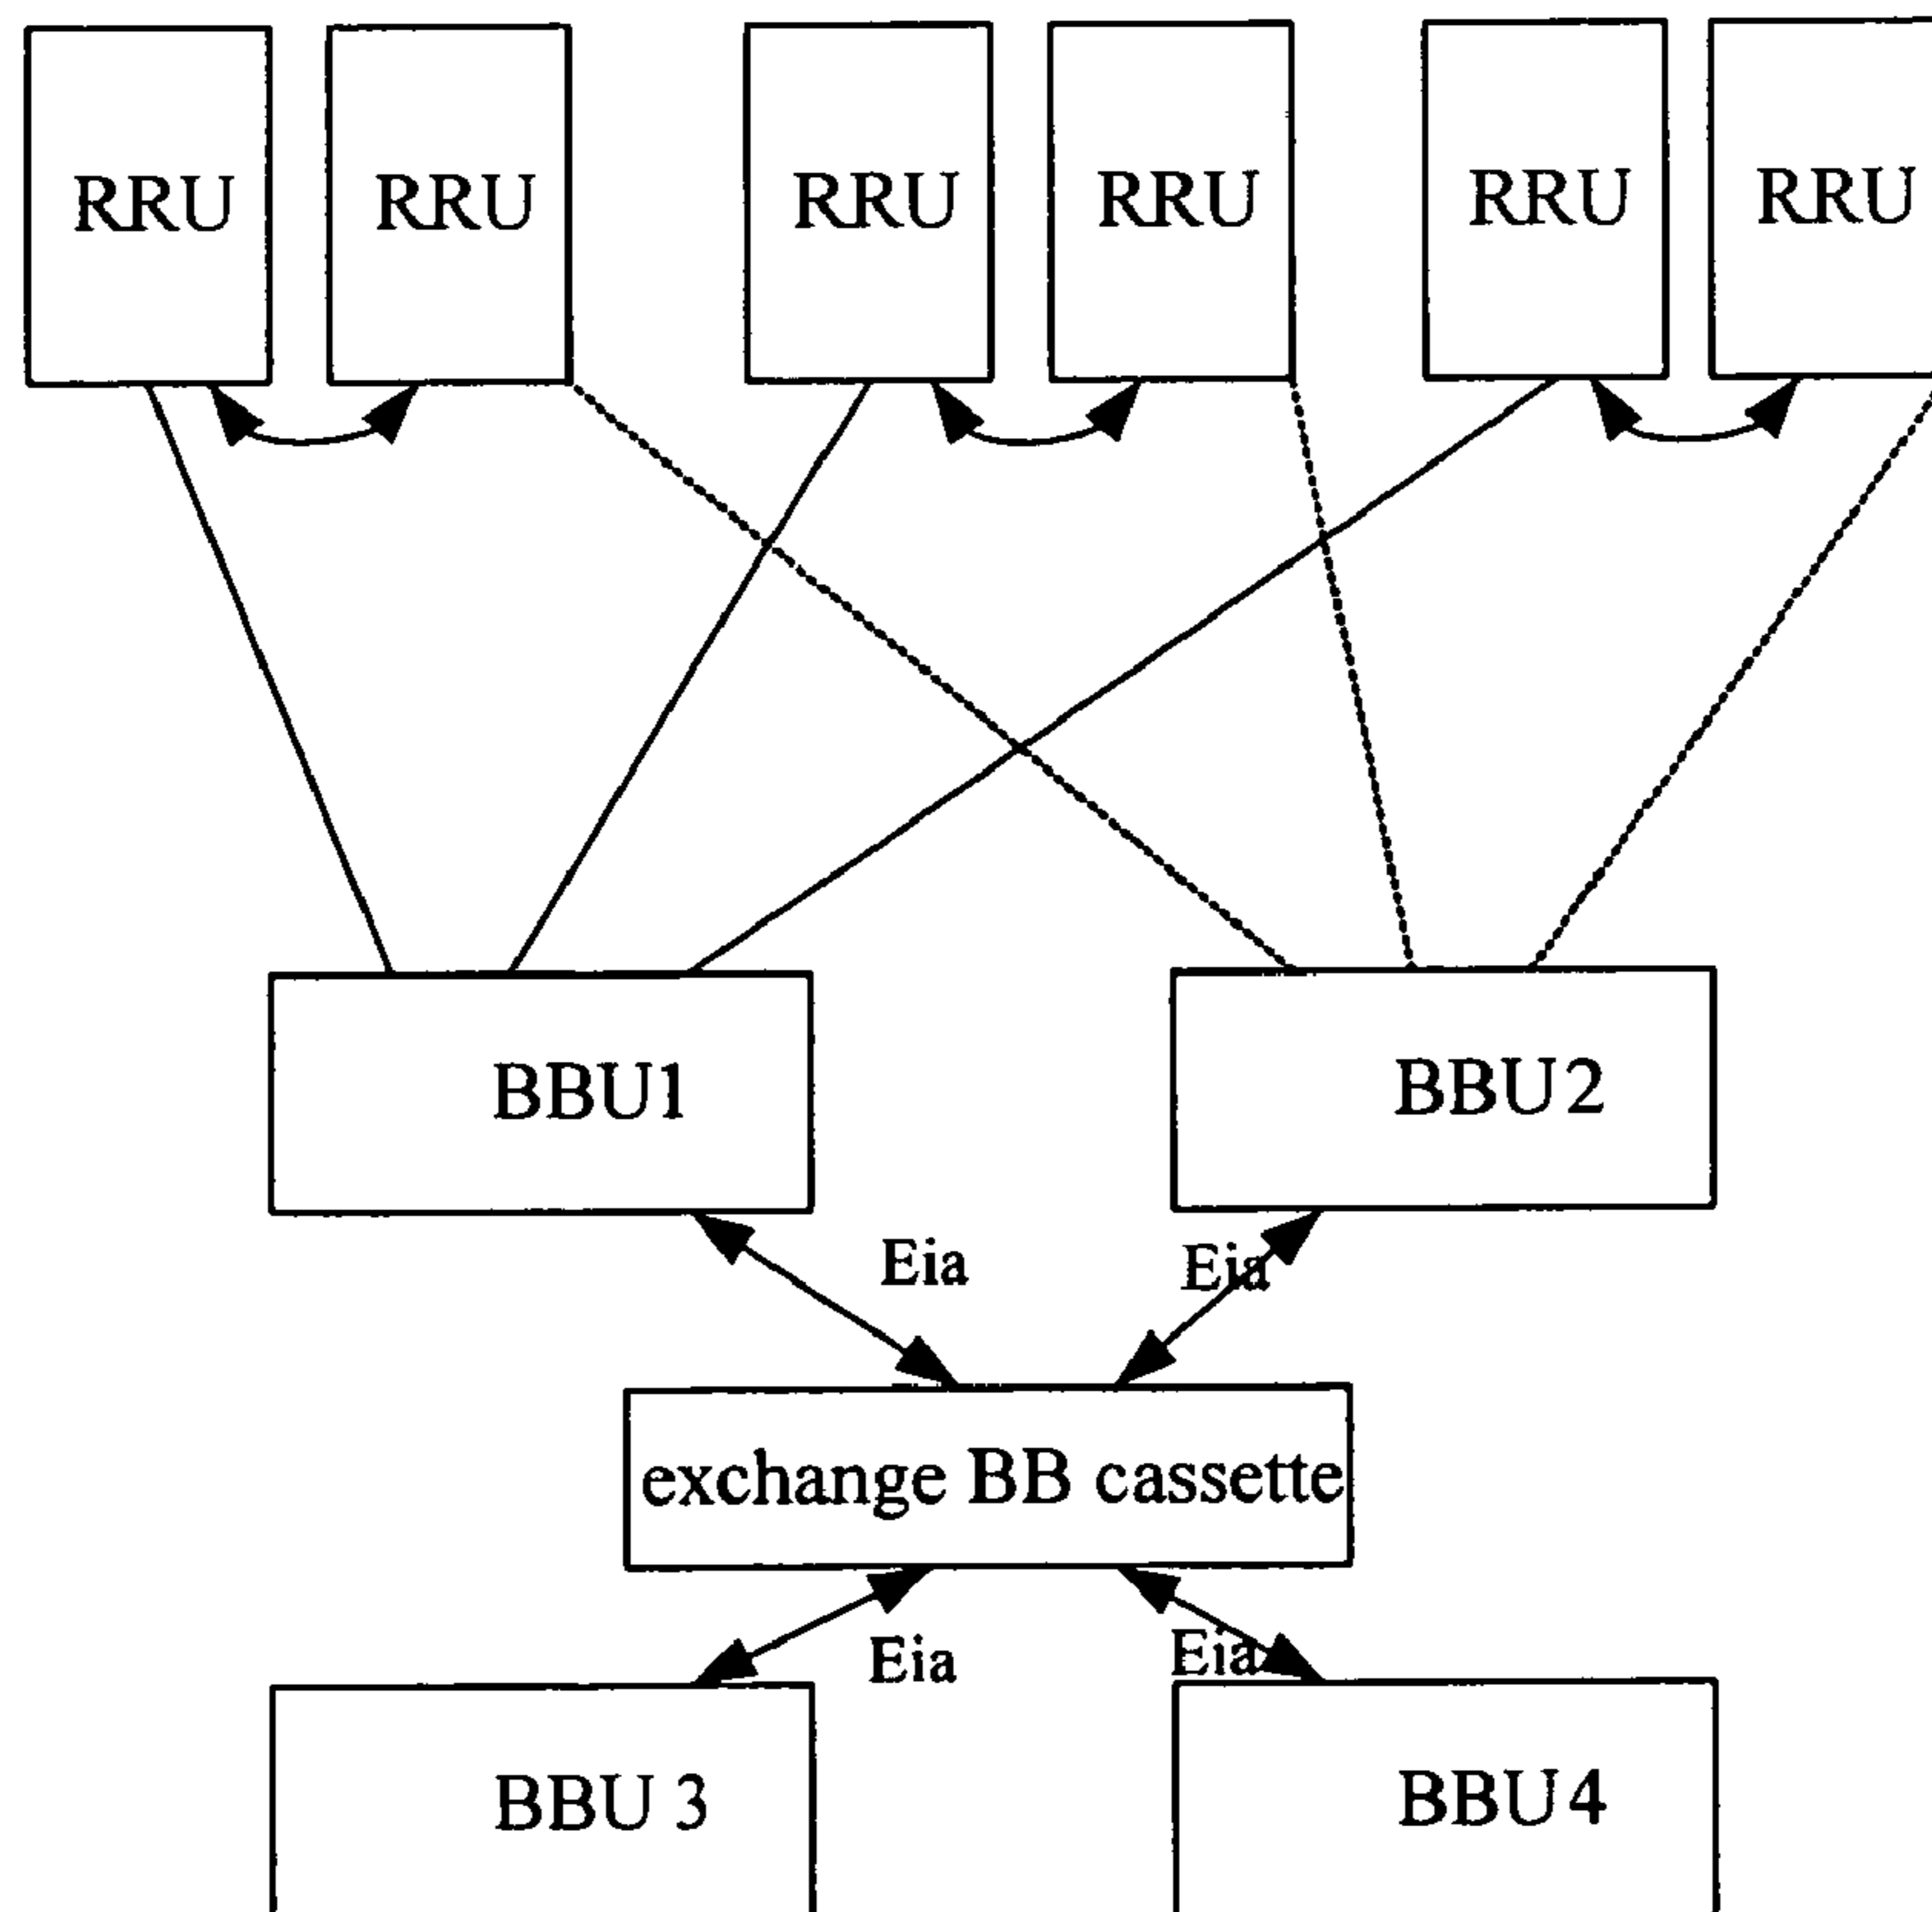 RRU RRU RRU RRU RRU RRU
BBU1 BBU2
Eia Eia
exchange BB cassette
Eia Eia
BBU 3 BBU4